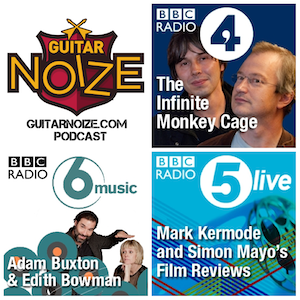 GUITAR
NOIZE
GUITARNOIZE.COM
PODCAST
BBC
RADIO
4
The
Infinite
Monkey Cage
BBC
RADIO
6
music
Adam Buxton
& Edith Bowman
BBC
RADIO
5
live
Mark Kermode
and Simon Mayo's
Film Reviews